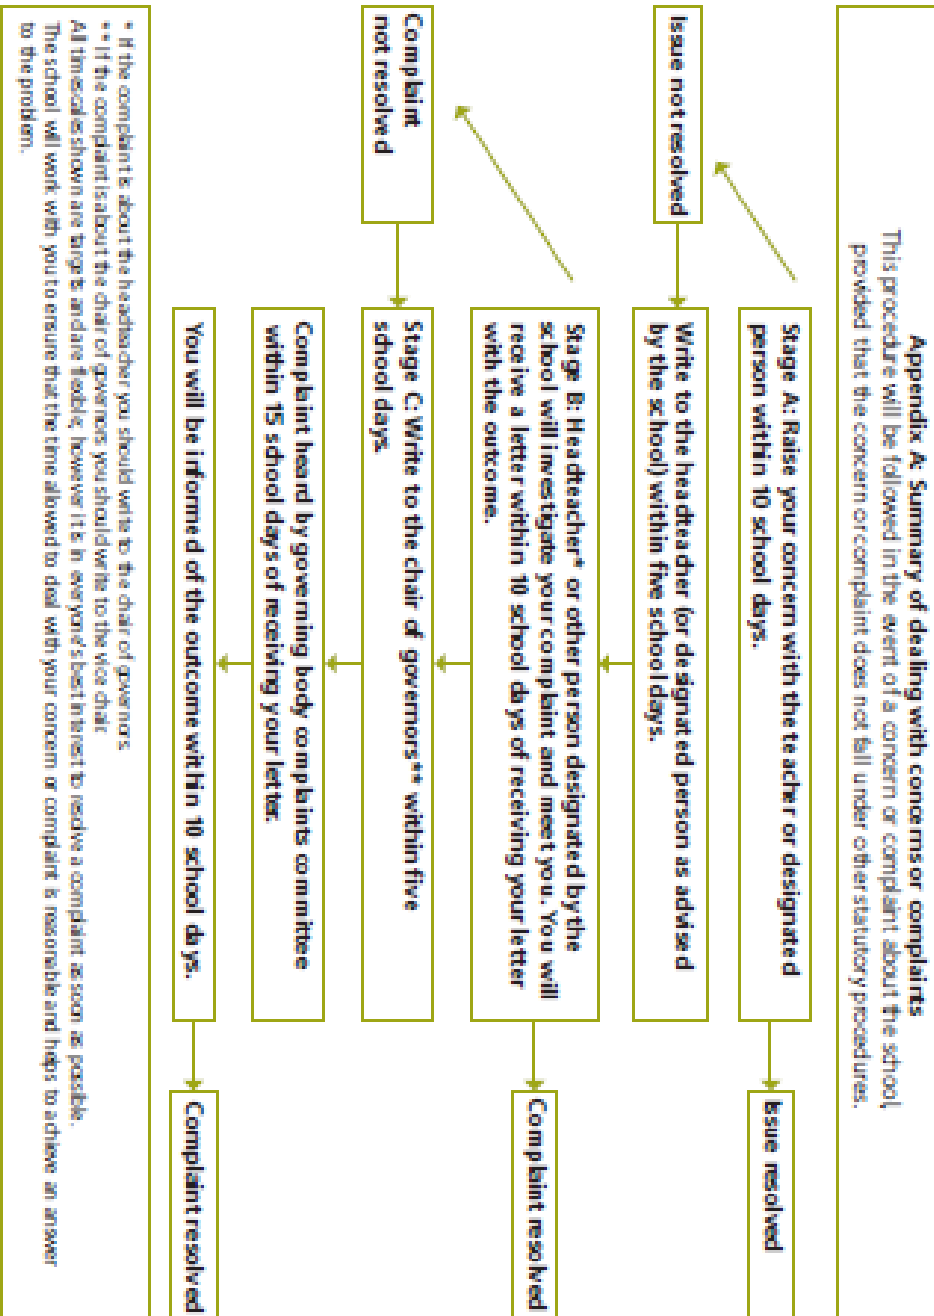 Appendix A: Summary of dealing with concerns or complaints
This procedure will be followed in the event of a concern or complaint about the school,
provided that the concern or complaint does not fall under other statutory procedures.
Stage A: Raise your concern with the teacher or designated
person within 10 school days.
Issue resolved
Issue not resolved
Write to the headteacher (or designated person as advised
by the school) within five school days.
Stage B: Headteacher* or other person designated by the
school will investigate your complaint and meet you. You will
receive a letter within 10 school days of receiving your letter
with the outcome.
Complaint resolved
Complaint
not resolved
Stage C: Write to the chair of governors** within five
school days.
Complaint heard by governing body complaints committee
within 15 school days of receiving your letter.
You will be informed of the outcome within 10 school days.
Complaint resolved
* If the complaint is about the headteacher you should write to the chair of governors
** If the complaint is about the chair of governors you should write to the vice chair
All timescales shown are targets and are flexible, however it is in everyone's best interest to resolve a complaint as soon as possible.
The school will work with you to ensure that the time allowed to deal with your concern or complaint is reasonable and helps to achieve an answer
to the problem.